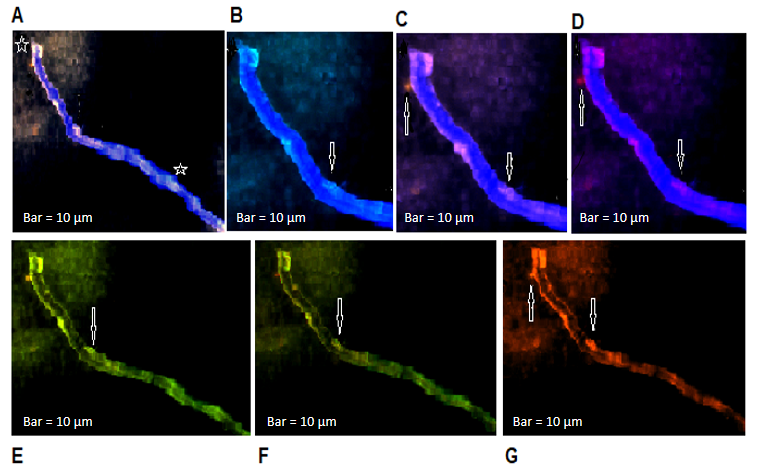 A B C D
Bar = 10 µm Bar = 10 µm Bar = 10 µm Bar = 10 µm
Bar = 10 µm Bar = 10 µm Bar = 10 µm
E F G